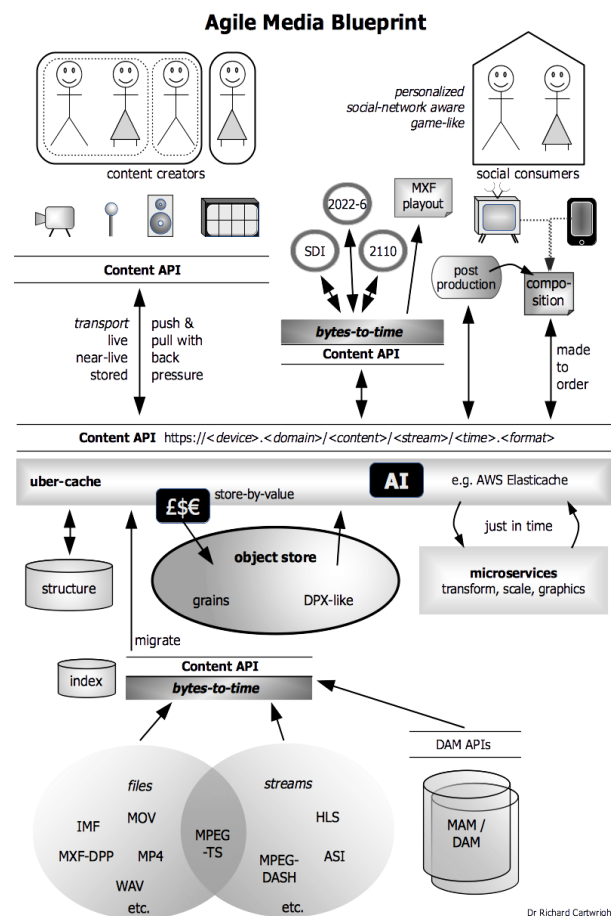 Agile Media Blueprint
personalized
social-network aware
game-like
content creators
social consumers
2022-6
SDI
2110
MXF
playout
Content API
post
production
compo-
sition
transport
live
near-live
stored
push &
pull with
back
pressure
bytes-to-time
Content API
made
to
order
Content API https://<device>.<domain>/<content>/<stream>/<time>.<format>
uber-cache
£$€
store-by-value
AI
e.g. AWS Elasticache
just in time
structure
object store
grains
DPX-like
microservices
transform, scale, graphics
migrate
index
Content API
bytes-to-time
DAM APIs
files
IMF
MOV
MXF-DPP
MP4
WAV
etc.
MPEG
-TS
streams
HLS
MPEG-
DASH
ASI
etc.
MAM /
DAM
Dr Richard Cartwrigh